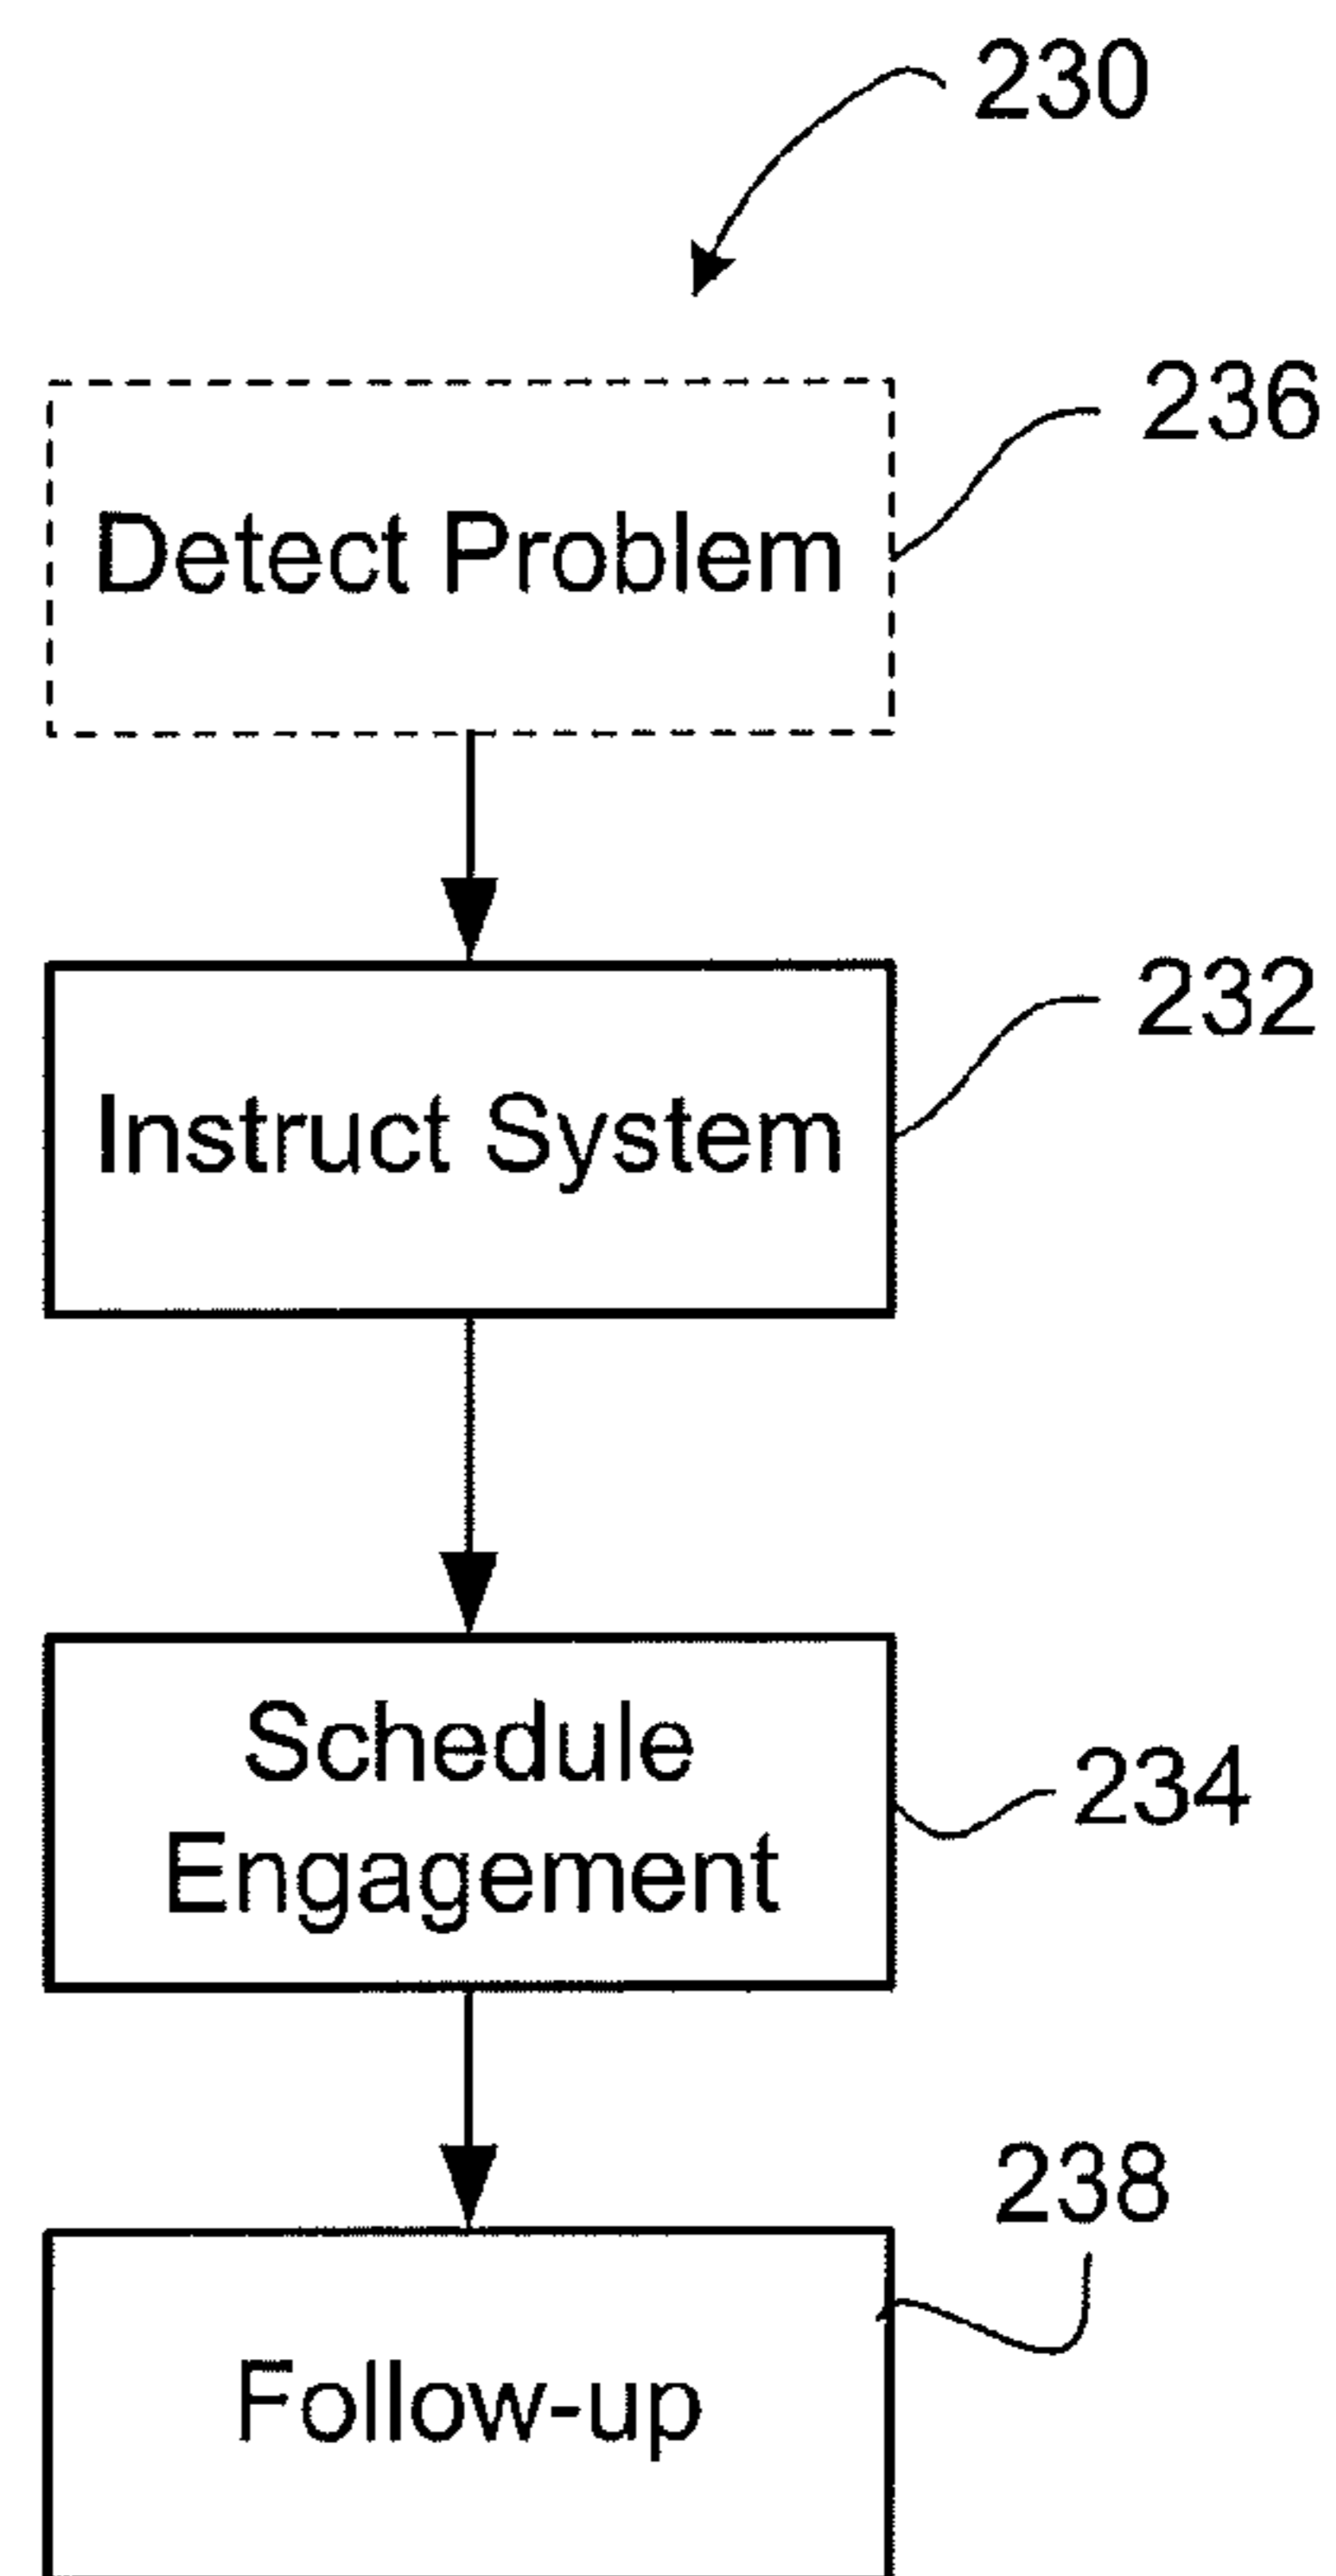 230
236
Detect Problem
232
Instruct System
Schedule
234
Engagement
238
Follow-up